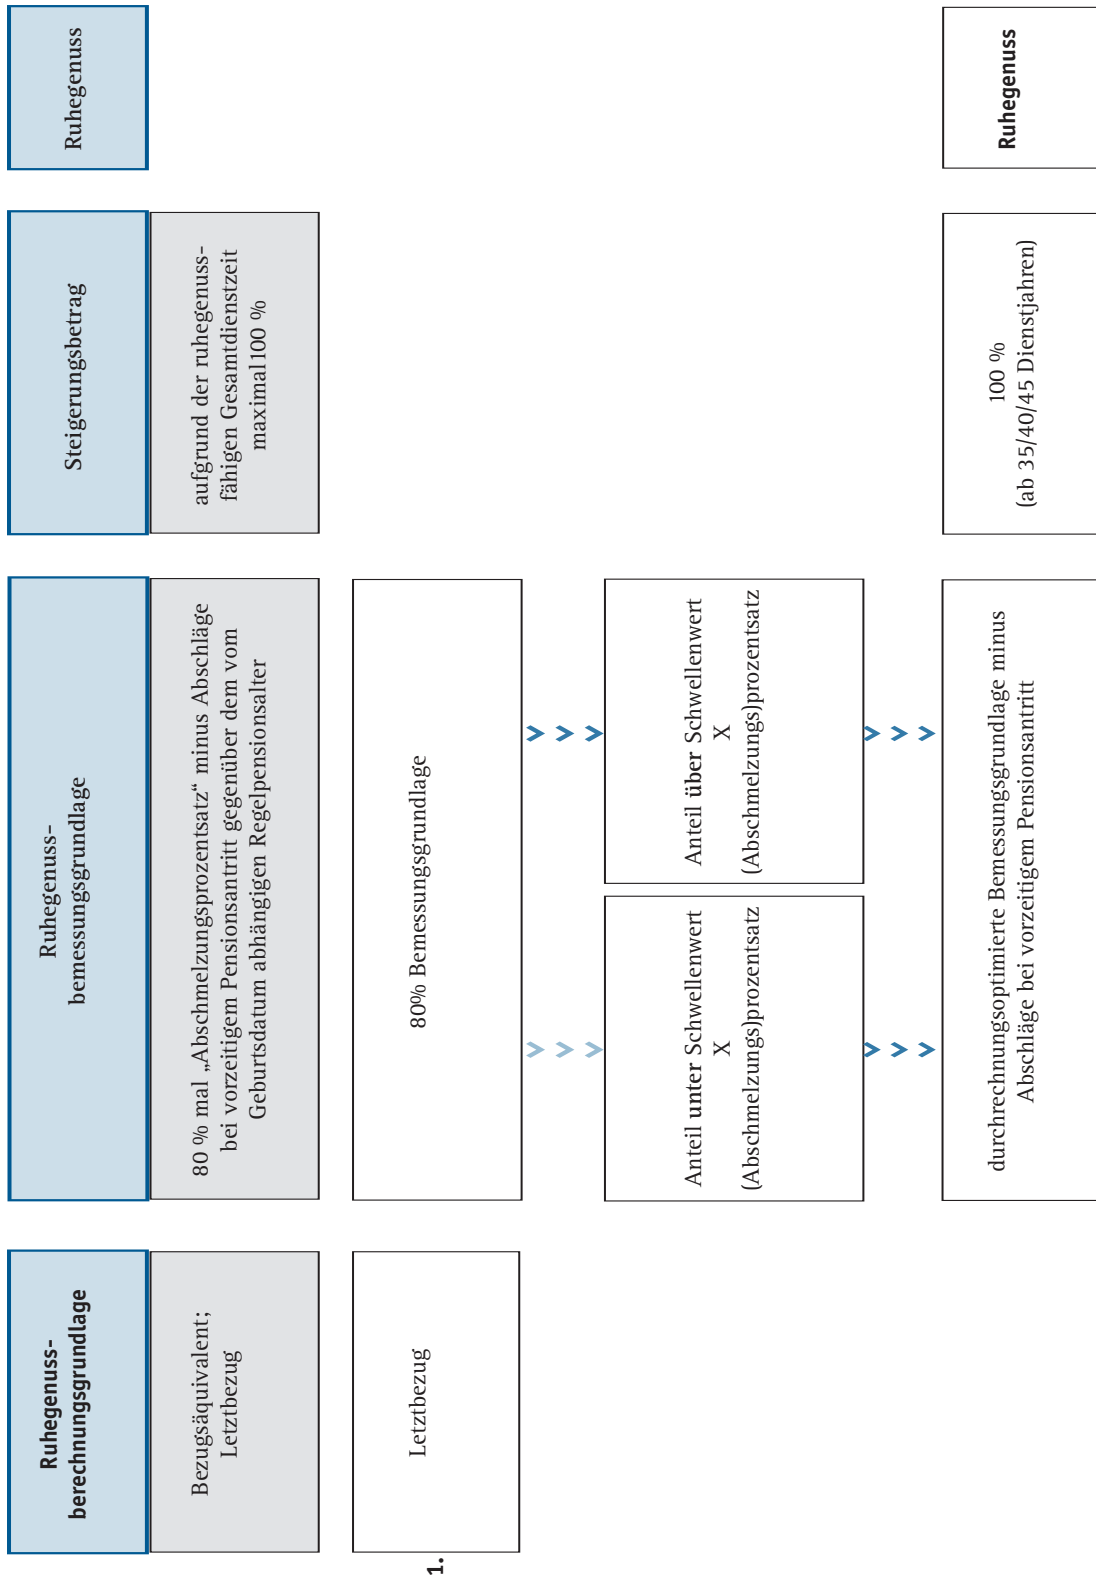 Ruhegenuss-
berechnungsgrundlage
Ruhegenuss-
bemessungsgrundlage
Steigerungsbetrag
Ruhegenuss
Bezugsäquivalent;
Letztbezug
80 % mal „Abschmelzungsprozentsatz“ minus Abschläge
bei vorzeitigem Pensionsantritt gegenüber dem vom
Geburtsdatum abhängigen Regelpensionsalter
aufgrund der ruhegenuss-
fähigen Gesamtdienstzeit
maximal100 %
1.
Letztbezug
80% Bemessungsgrundlage
Anteil unter Schwellenwert
X
(Abschmelzungs)prozentsatz
Anteil über Schwellenwert
X
(Abschmelzungs)prozentsatz
durchrechnungsoptimierte Bemessungsgrundlage minus
Abschläge bei vorzeitigem Pensionsantritt
100 %
(ab 35/40/45 Dienstjahren)
Ruhegenuss